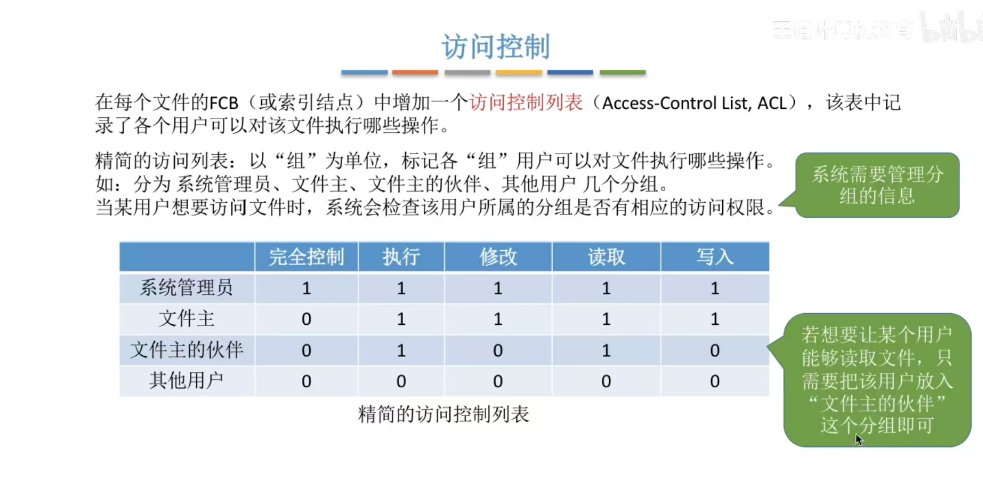 访问控制
在每个文件的FCB（或索引结点）中增加一个访问控制列表（Access-Control List, ACL），该表中记
录了各个用户可以对该文件执行哪些操作。
精简的访问列表：以“组”为单位，标记各“组”用户可以对文件执行哪些操作。
如：分为 系统管理员、文件主、文件主的伙伴、其他用户 几个分组。
当某用户想要访问文件时，系统会检查该用户所属的分组是否有相应的访问权限。
系统需要管理分
组的信息
完全控制 执行 修改 读取 写入
系统管理员 1 1 1 1 1
文件主 0 1 1 1 1
文件主的伙伴 0 1 0 1 0
其他用户 0 0 0 0 0
精简的访问控制列表
若想要让某个用户
能够读取文件，只
需要把该用户放入
“文件主的伙伴”
这个分组即可